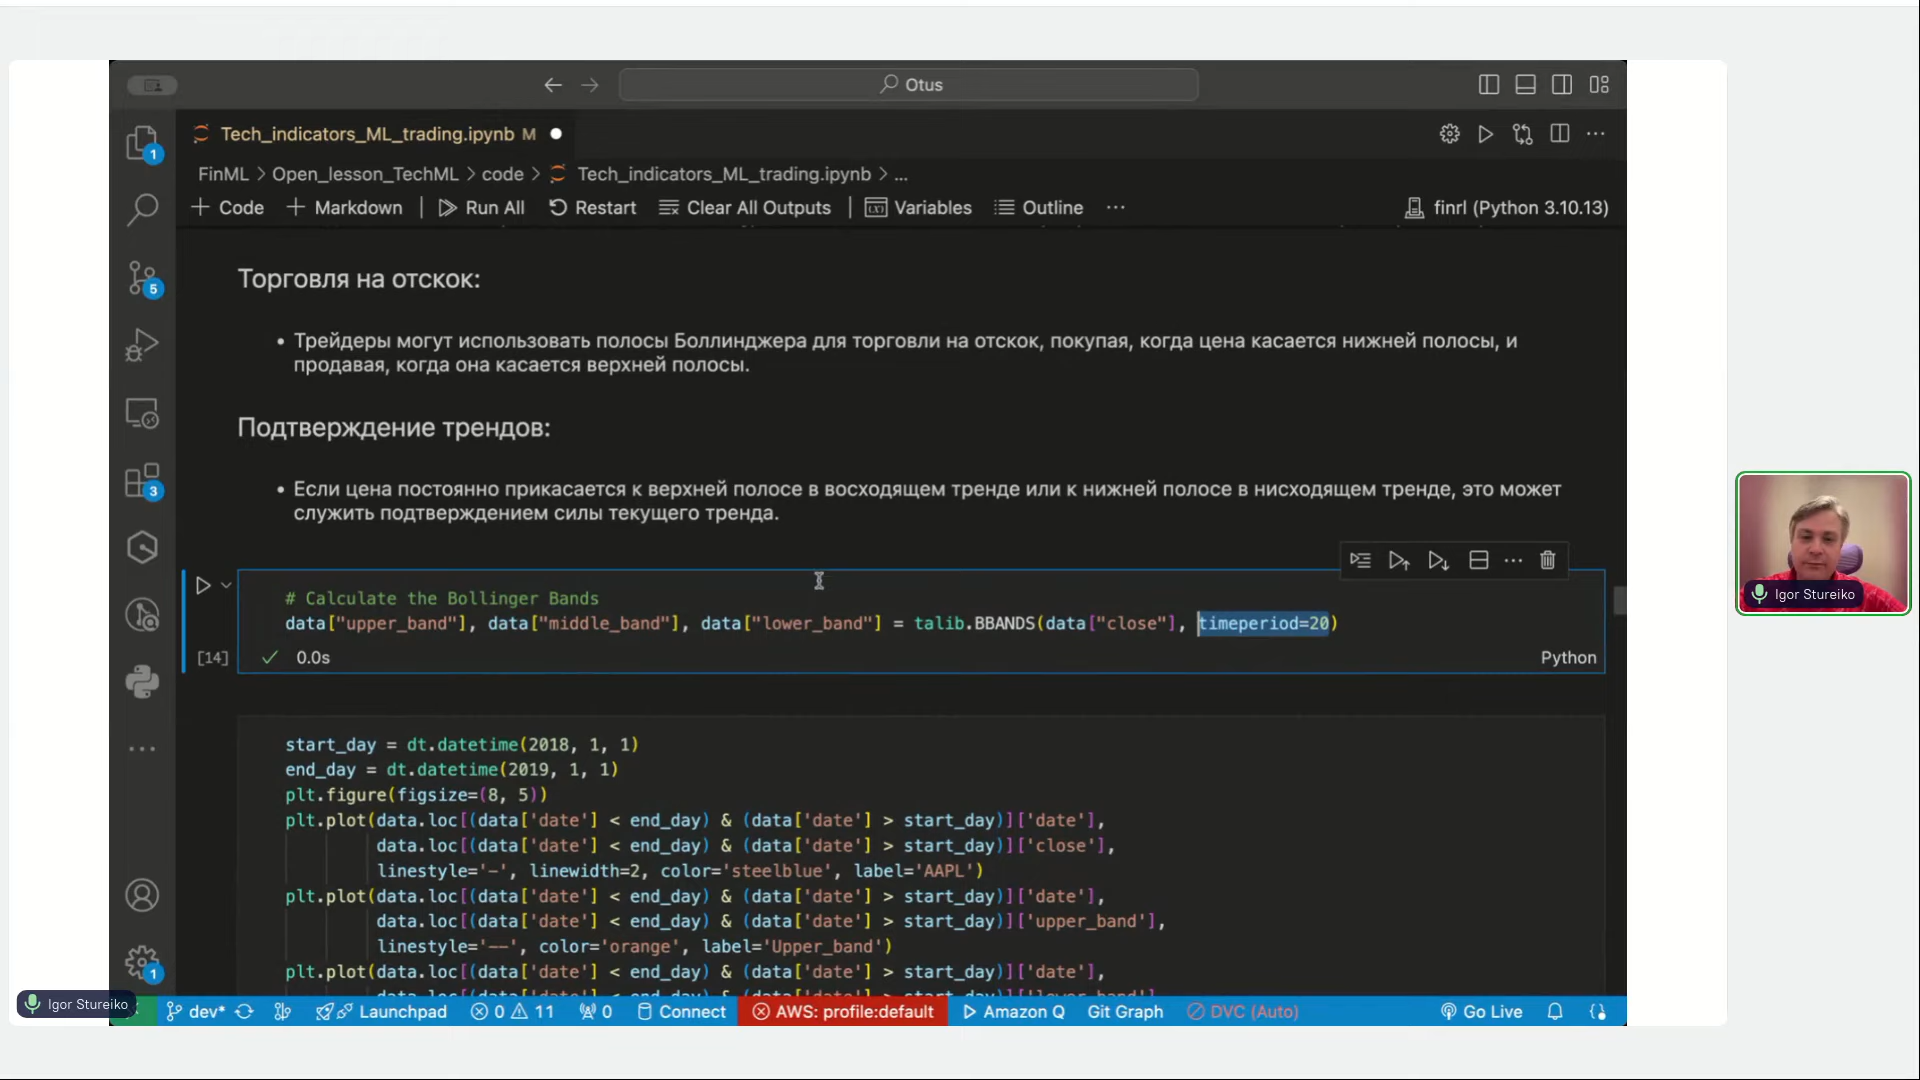 Otus
Tech_indicators_ML_trading.ipynb M
FinML > Open_lesson_TechML > code > Tech_indicators_ML_trading.ipynb > ...
+ Code + Markdown Run All Restart Clear All Outputs Variables Outline ... finrl (Python 3.10.13)
1
5
3
1
Торговля на отскок:
• Трейдеры могут использовать полосы Боллинджера для торговли на отскок, покупая, когда цена касается нижней полосы, и
продавая, когда она касается верхней полосы.
Подтверждение трендов:
• Если цена постоянно прикасается к верхней полосе в восходящем тренде или к нижней полосе в нисходящем тренде, это может
служить подтверждением силы текущего тренда.
# Calculate the Bollinger Bands
data["upper_band"], data["middle_band"], data["lower_band"] = talib.BBANDS(data["close"], timeperiod=20)
[14] 0.0s Python
start_day = dt.datetime(2018, 1, 1)
end_day = dt.datetime(2019, 1, 1)
plt.figure(figsize=(8, 5))
plt.plot(data.loc[(data['date'] < end_day) & (data['date'] > start_day)]['date'],
data.loc[(data['date'] < end_day) & (data['date'] > start_day)]['close'],
linestyle='-', linewidth=2, color='steelblue', label='AAPL')
plt.plot(data.loc[(data['date'] < end_day) & (data['date'] > start_day)]['date'],
data.loc[(data['date'] < end_day) & (data['date'] > start_day)]['upper_band'],
linestyle='--', color='orange', label='Upper_band')
plt.plot(data.loc[(data['date'] < end_day) & (data['date'] > start_day)]['date'],
Igor Stureiko
Igor Stureiko
dev* Launchpad 0 11 0 Connect AWS: profile:default Amazon Q Git Graph DVC (Auto) Go Live